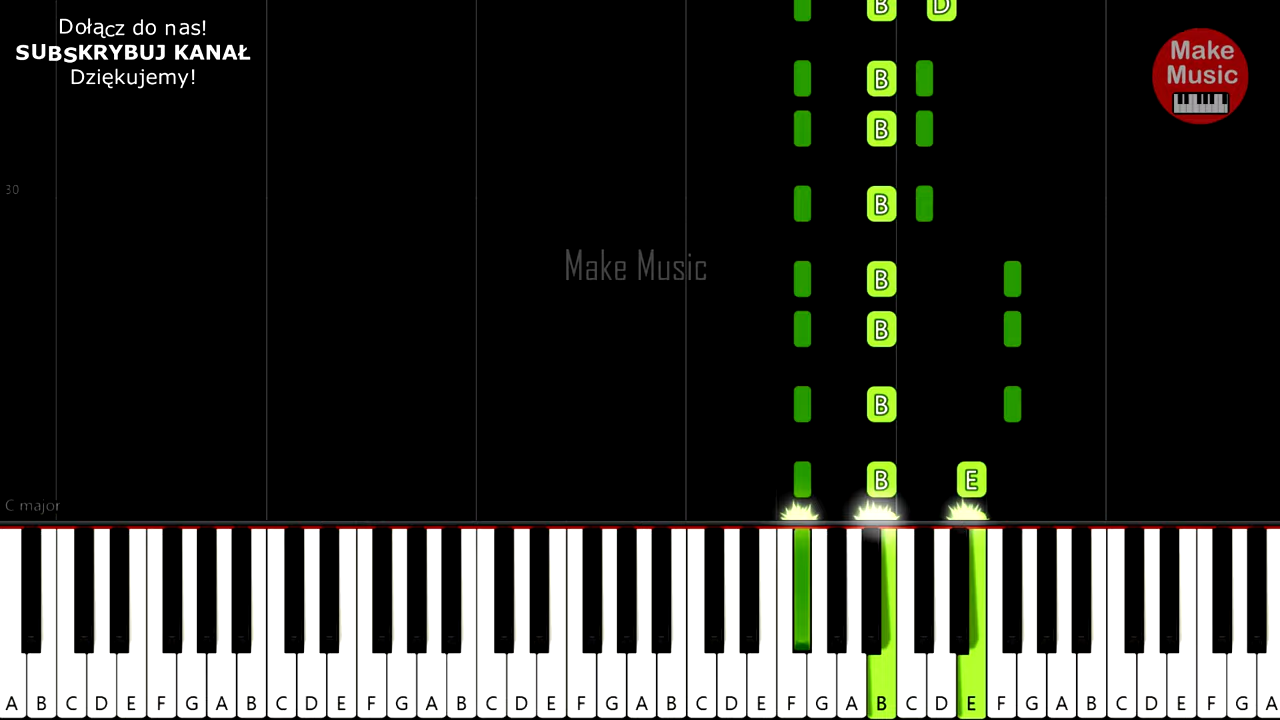 Dołącz do nas!
SUBSKRYBUJ KANAŁ
Dziękujemy!
Make
Music
B D
B
B
30
B
Make Music
B
B
B
B E
C major
A B C D E F G A B C D E F G A B C D E F G A B C D E F G A B C D E F G A B C D E F G A